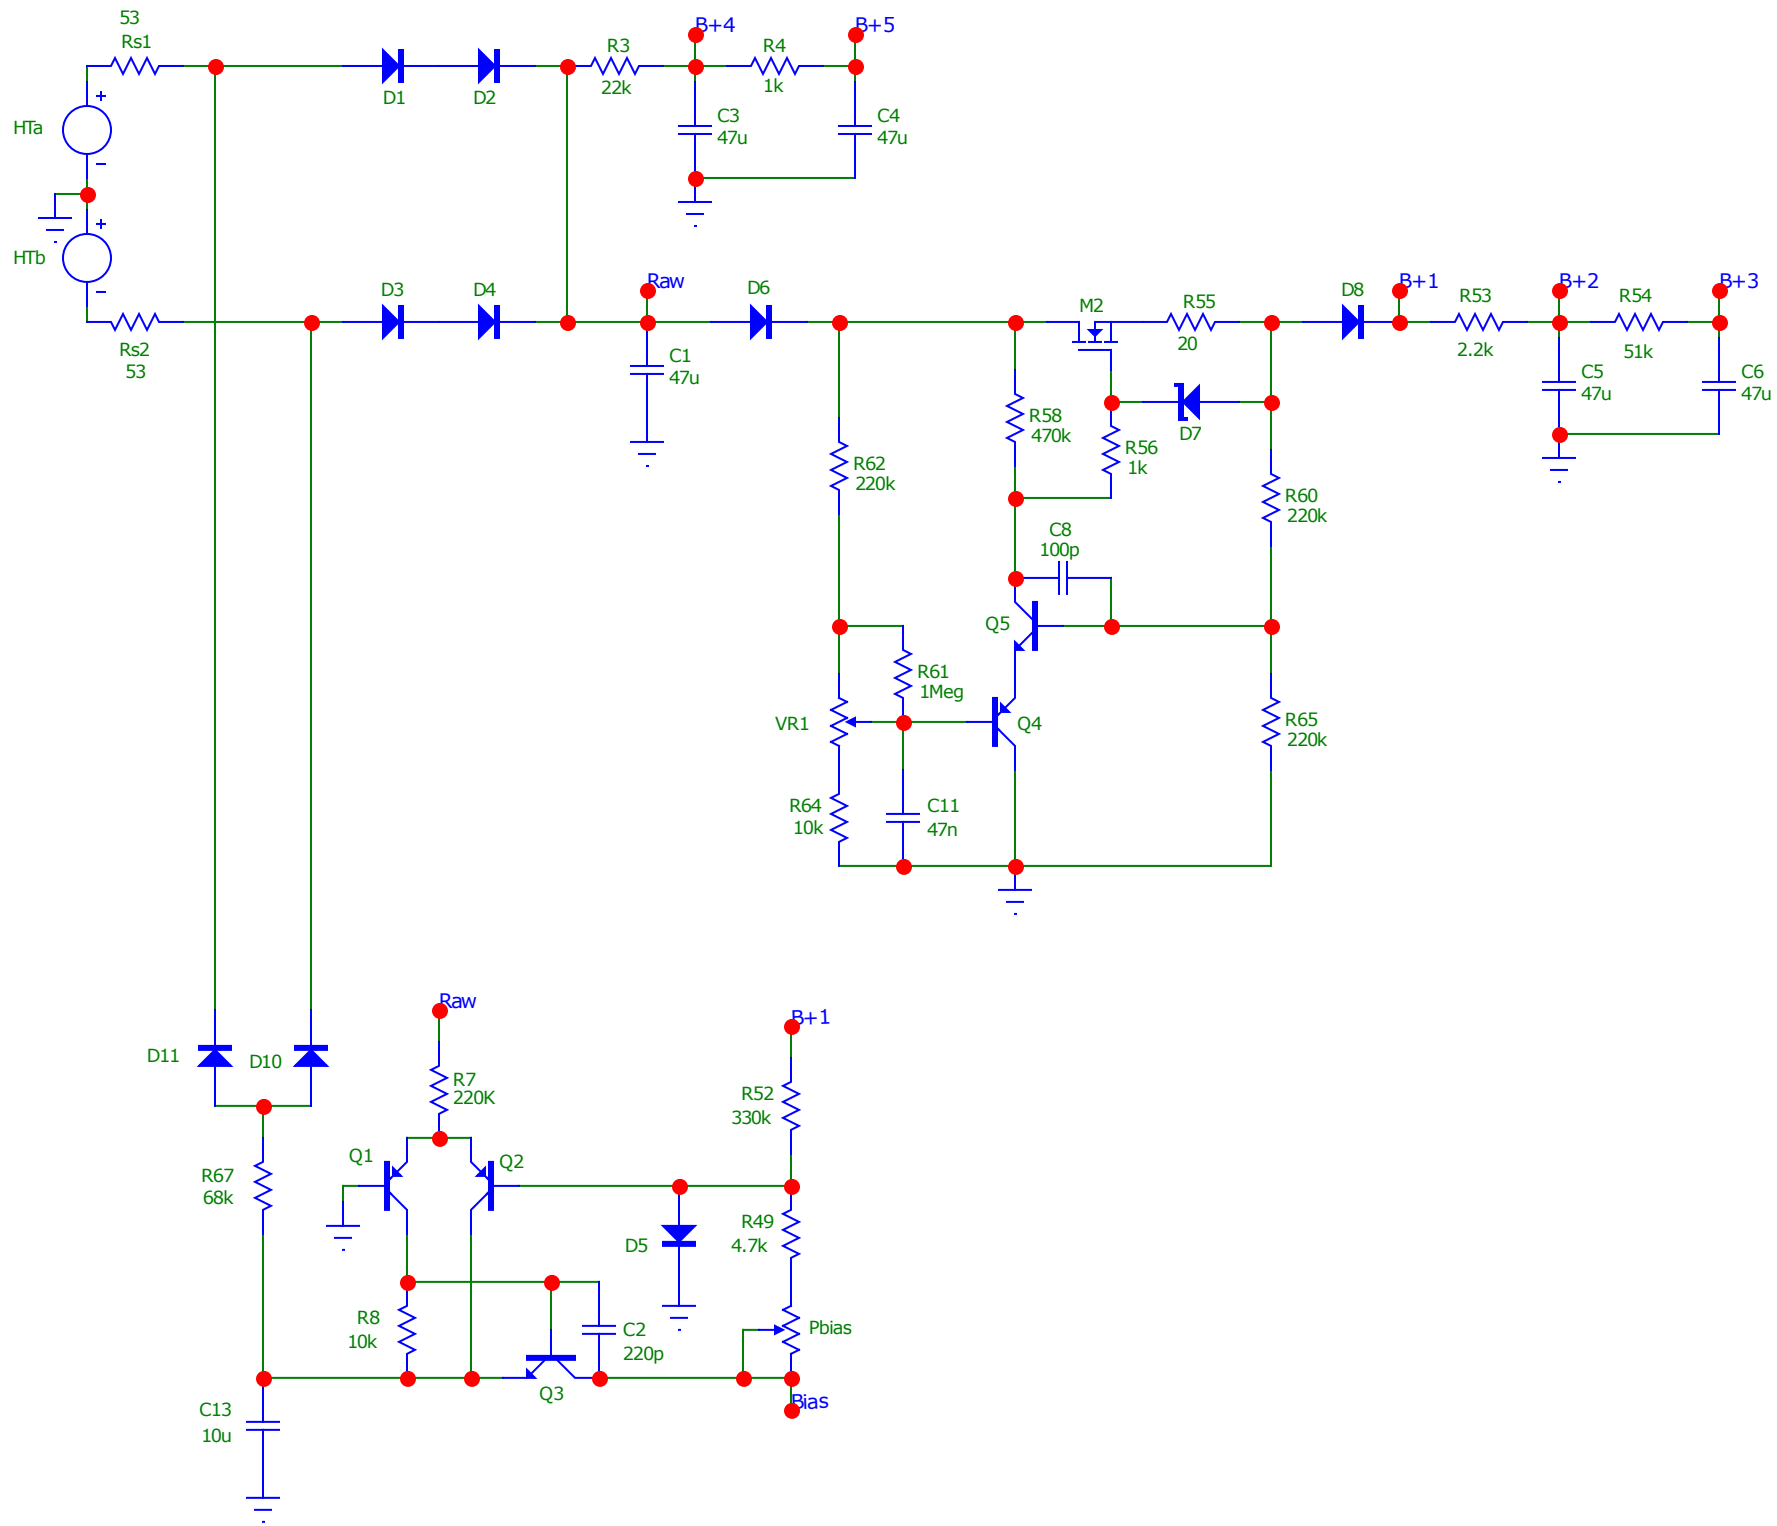 53
Rs1
B+4
B+5
R3
22k
R4
1k
D1
D2
C3
47u
C4
47u
HTa
+
−
HTb
+
−
Rs2
53
D3
D4
Raw
C1
47u
D6
M2
R55
20
D8
B+1
R53
2.2k
B+2
R54
51k
B+3
C5
47u
C6
47u
R58
470k
D7
R56
1k
R62
220k
R60
220k
C8
100p
Q5
R61
1Meg
VR1
Q4
R65
220k
R64
10k
C11
47n
Raw
B+1
D11
D10
R7
220K
R52
330k
Q1
Q2
R67
68k
D5
R49
4.7k
R8
10k
C2
220p
Pbias
Q3
Bias
C13
10u